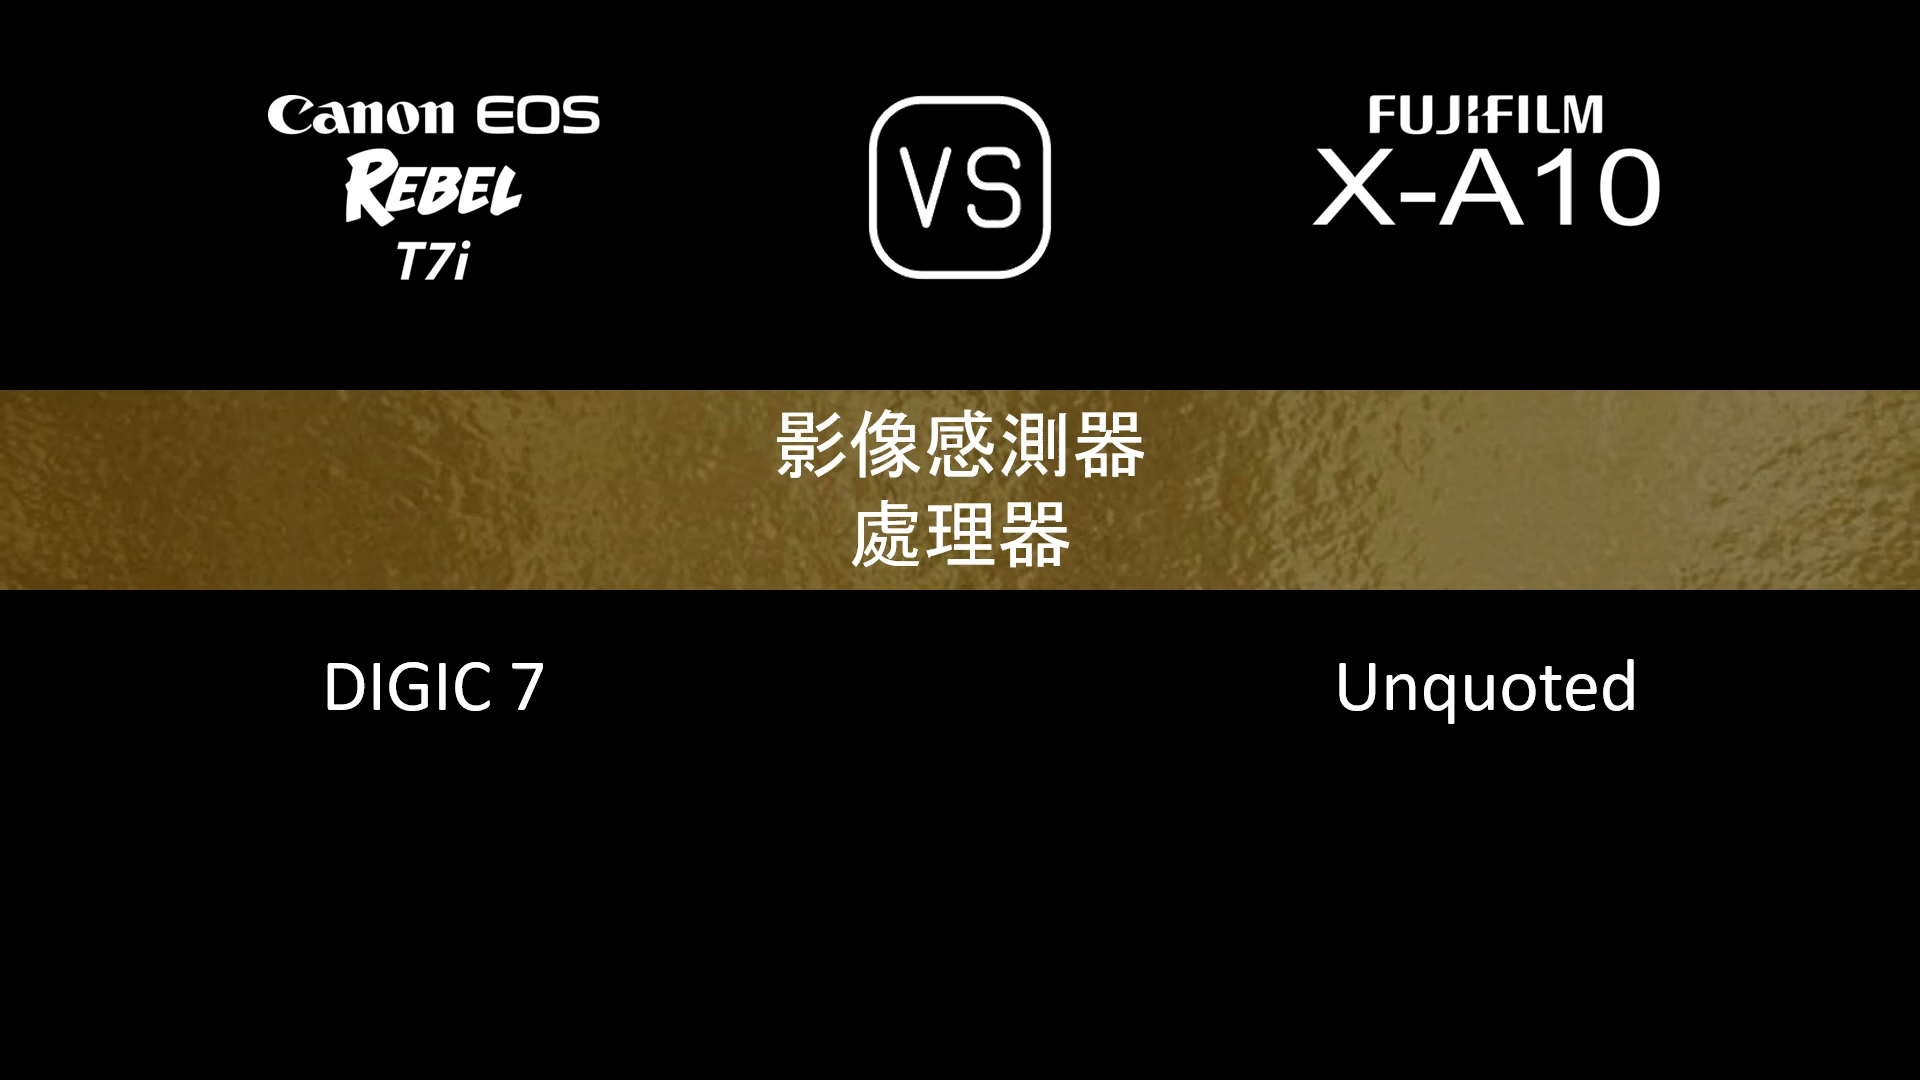 Canon EOS
REBEL
T7i
VS
FUJIFILM
X-A10
影像感測器
處理器
DIGIC 7
Unquoted